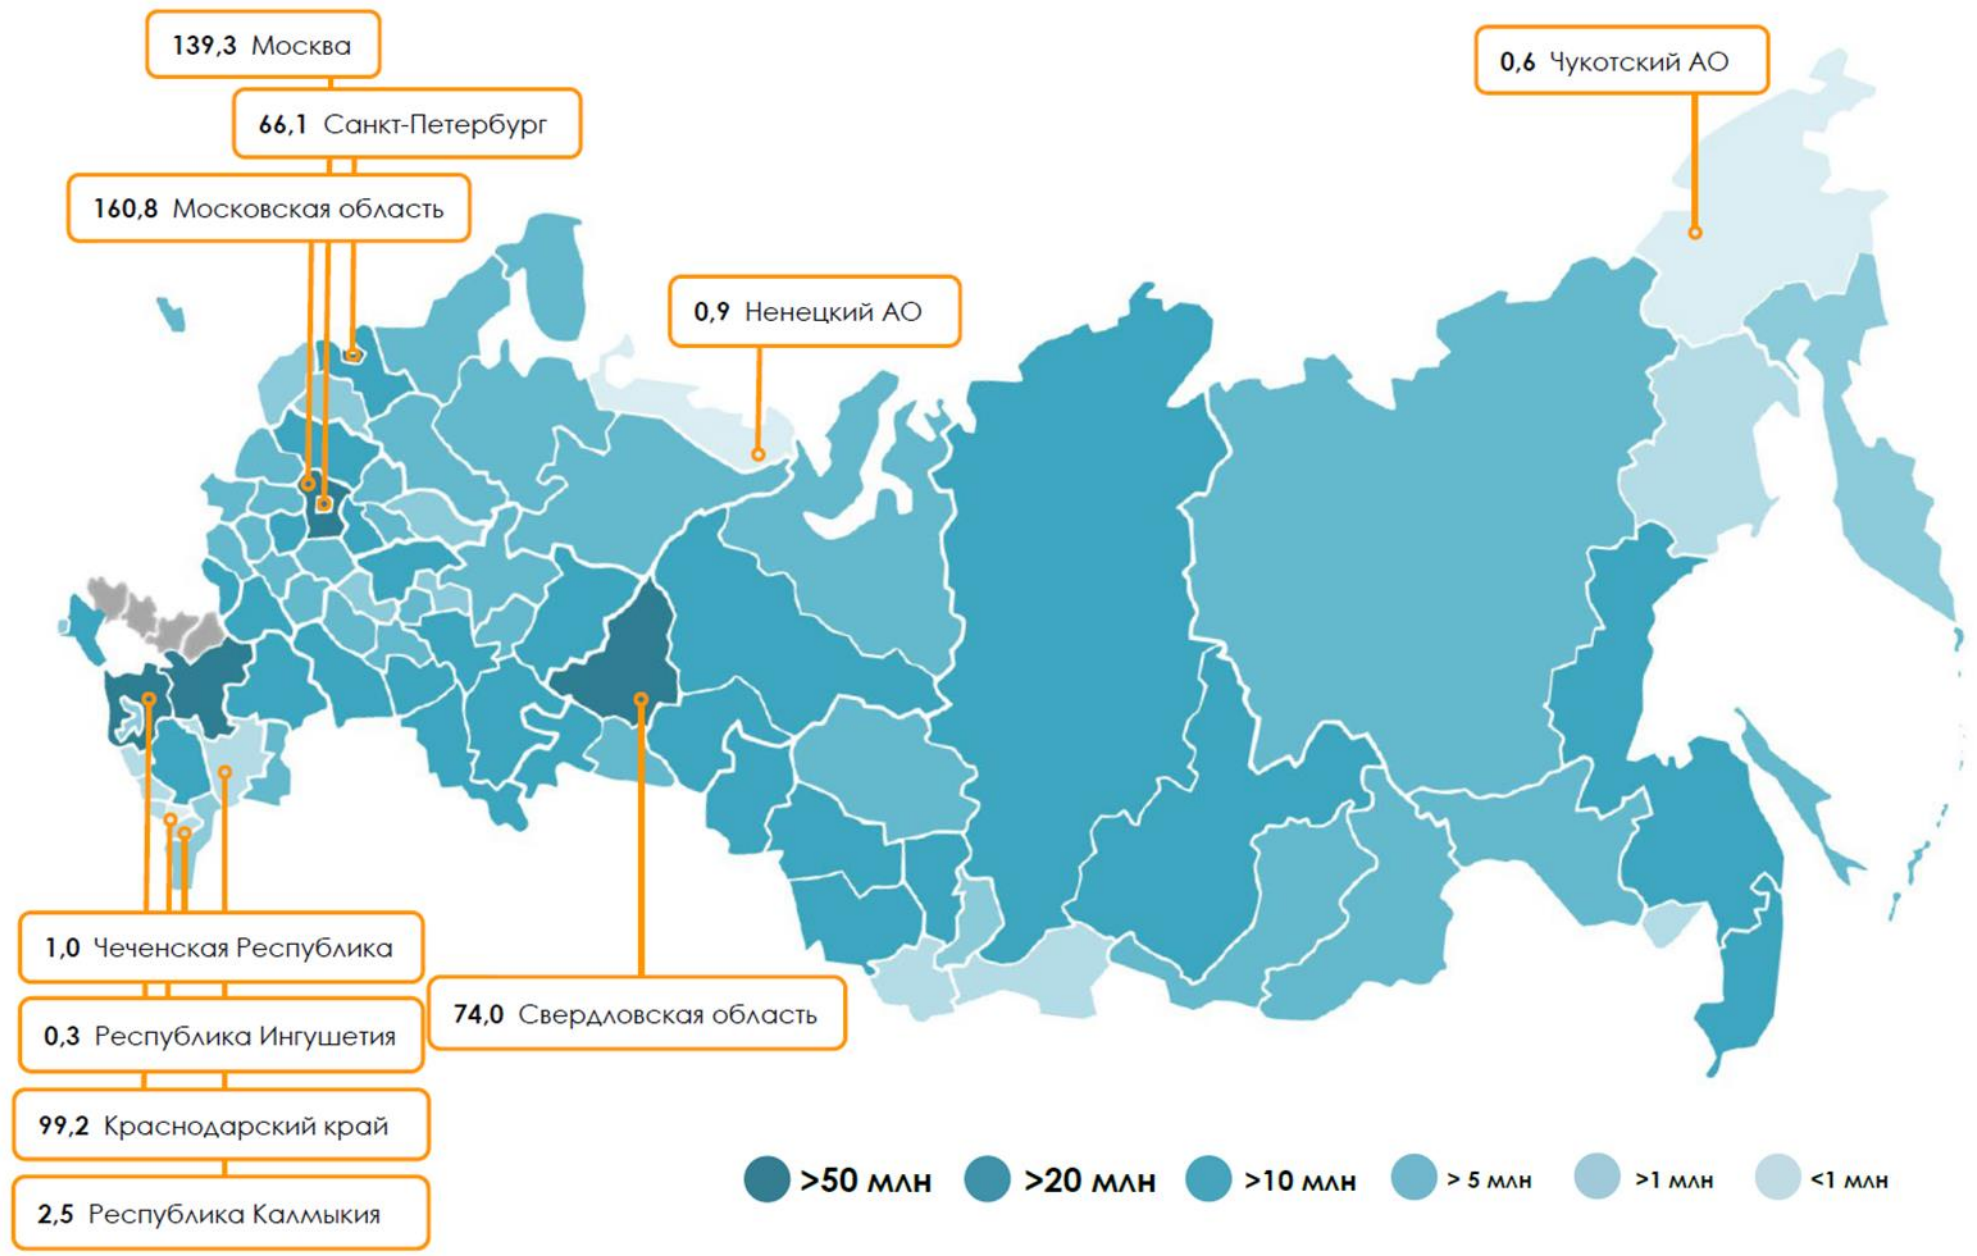 139,3 Москва
66,1 Санкт-Петербург
160,8 Московская область
0,6 Чукотский АО
0,9 Ненецкий АО
1,0 Чеченская Республика
0,3 Республика Ингушетия
99,2 Краснодарский край
2,5 Республика Калмыкия
74,0 Свердловская область
>50 млн >20 млн >10 млн > 5 млн >1 млн <1 млн